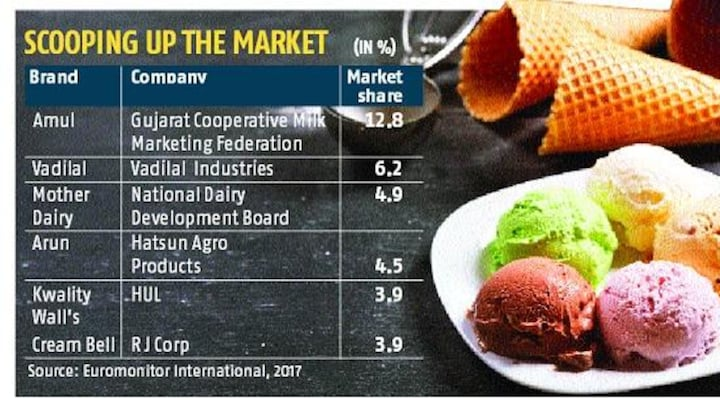 SCOOPING UP THE MARKET (IN %)
Brand Company Market
share
Amul Gujarat Cooperative Milk 12.8
Marketing Federation
Vadilal Vadilal Industries 6.2
Mother National Dairy 4.9
Dairy Development Board
Arun Hatsun Agro
Products 4.5
Kwality HUL 3.9
Wall's
Cream Bell RJ Corp 3.9
Source: Euromonitor International, 2017